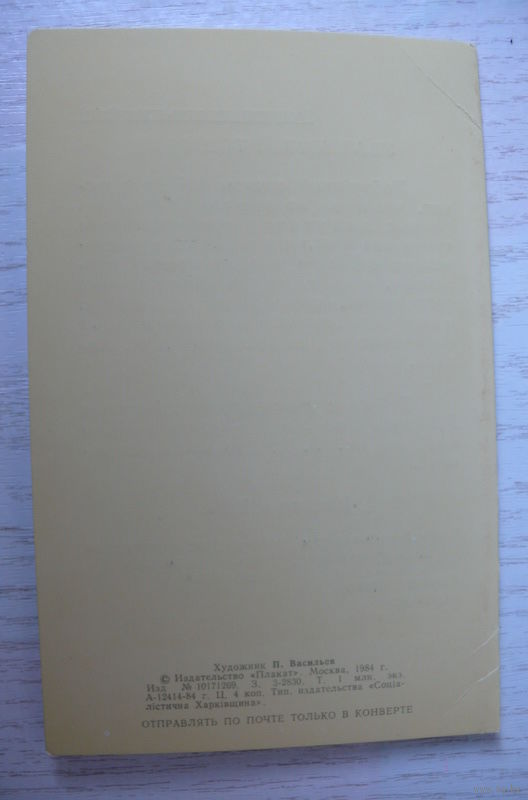 Художник П. Васильев
© Издательство «Плакат». Москва, 1984 г.
Изд № 10171269. З. 3-2830. Т. 1 млн. экз.
А-12414-84 г. Ц. 4 коп. Тип. издательства «Соціа-
лістична Харківщина».
ОТПРАВЛЯТЬ ПО ПОЧТЕ ТОЛЬКО В КОНВЕРТЕ